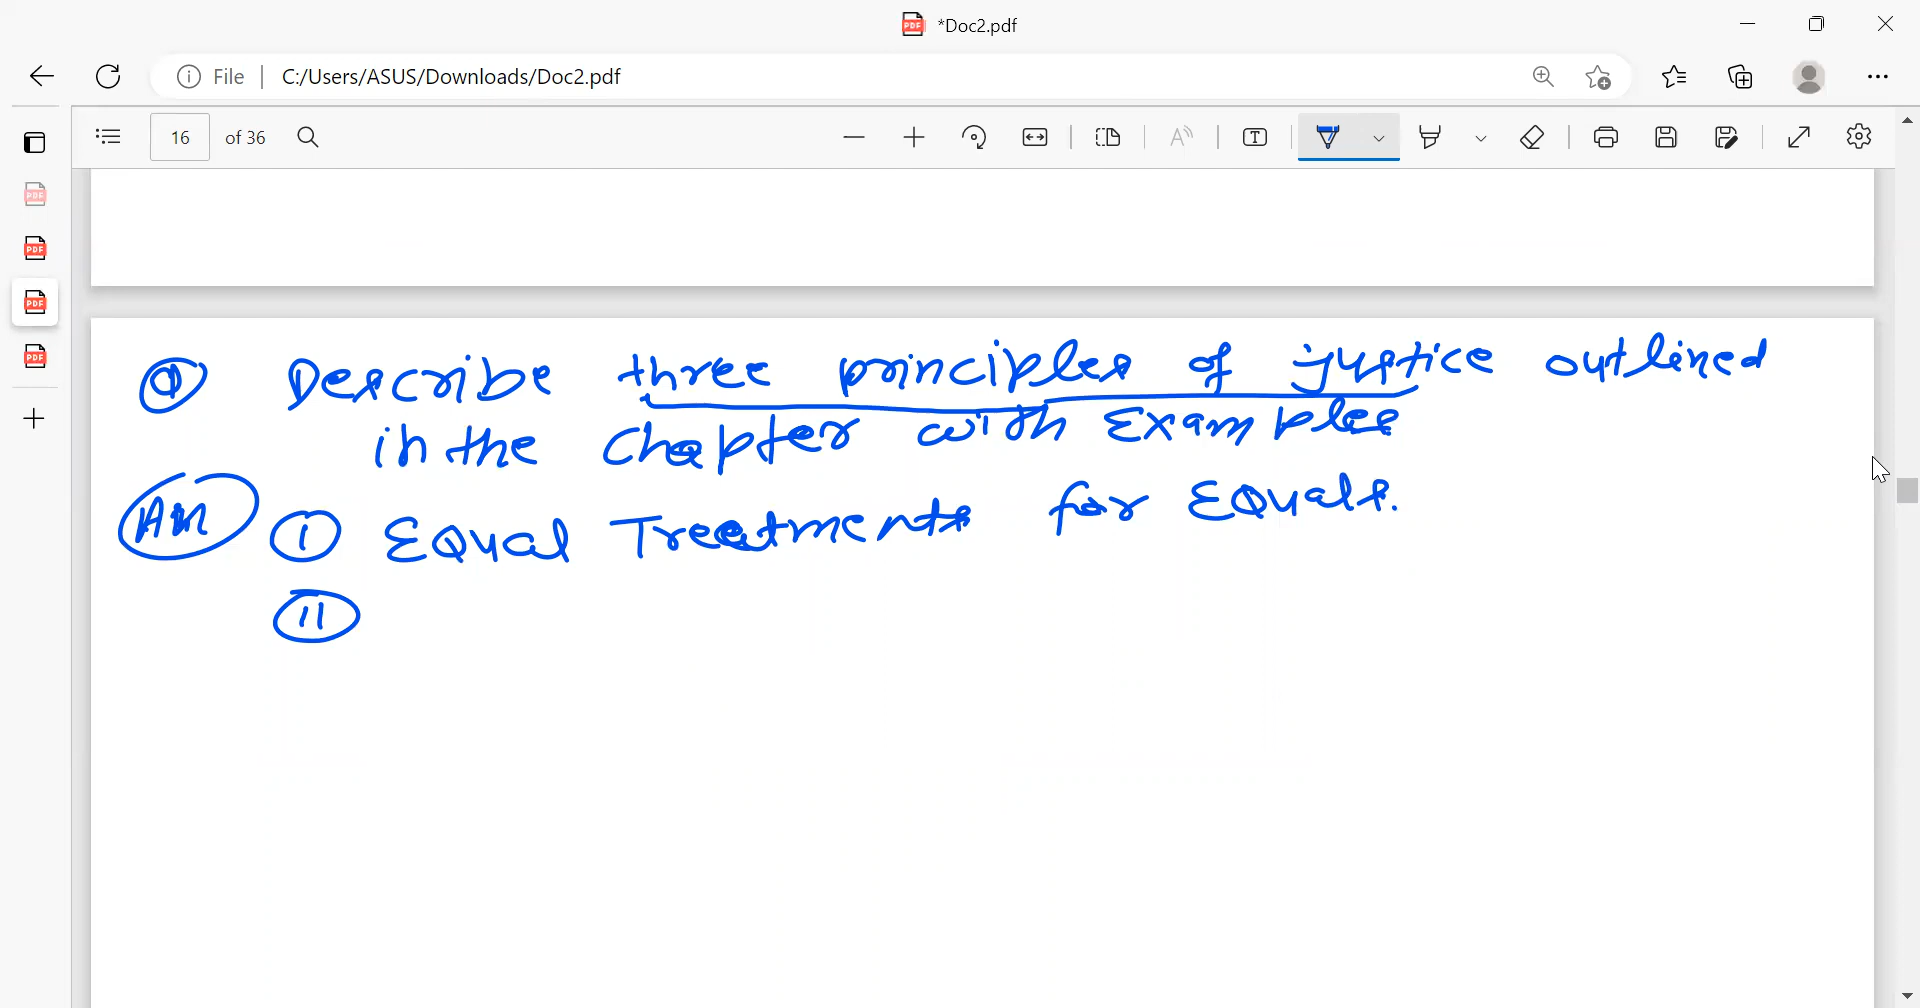 *Doc2.pdf
File C:/Users/ASUS/Downloads/Doc2.pdf
16 of 36
Q Describe three principles of justice outlined
in the Chapter with Examples
Ans I Equal Treatments for Equals.
II